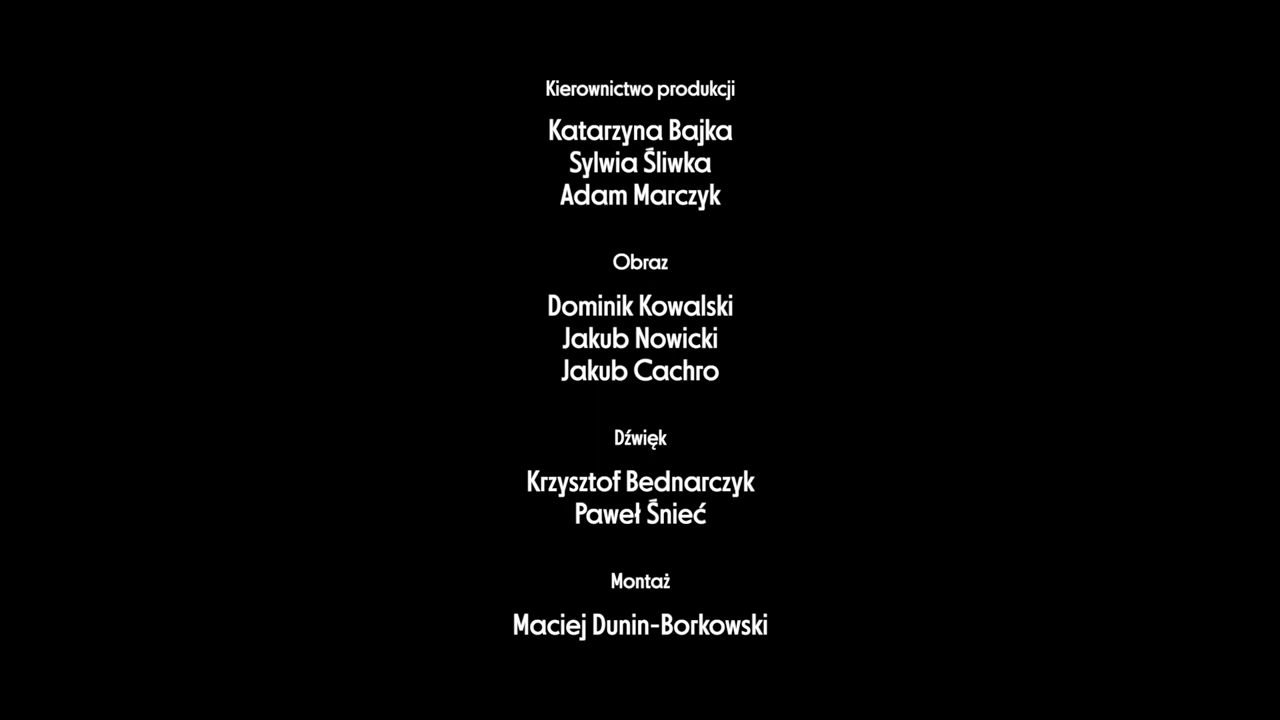 Kierownictwo produkcji
Katarzyna Bajka
Sylwia Śliwka
Adam Marczyk
Obraz
Dominik Kowalski
Jakub Nowicki
Jakub Cachro
Dźwięk
Krzysztof Bednarczyk
Paweł Śnieć
Montaż
Maciej Dunin-Borkowski